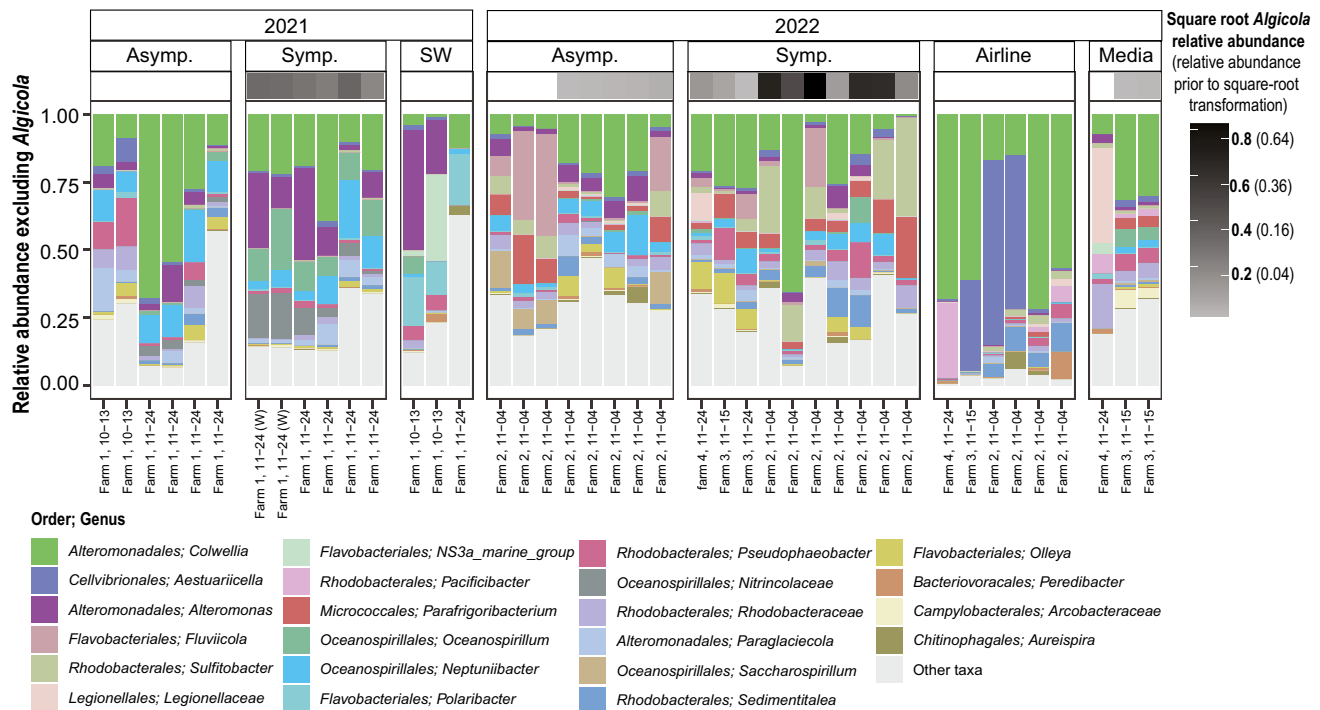 2021
2022
Asymp.
Symp.
SW
Asymp.
Symp.
Airline
Media
Square root Algicola
relative abundance
(relative abundance
prior to square-root
transformation)
0.8 (0.64)
0.6 (0.36)
0.4 (0.16)
0.2 (0.04)
Relative abundance excluding Algicola
1.00
0.75
0.50
0.25
0.00
Farm 1, 10−13
Farm 1, 10−13
Farm 1, 11−24
Farm 1, 11−24
Farm 1, 11−24
Farm 1, 11−24
Farm 1, 11−24 (W)
Farm 1, 11−24 (W)
Farm 1, 11−24
Farm 1, 11−24
Farm 1, 11−24
Farm 1, 11−24
Farm 1, 10−13
Farm 1, 10−13
Farm 1, 11−24
Farm 2, 11−04
Farm 2, 11−04
Farm 2, 11−04
Farm 2, 11−04
Farm 2, 11−04
Farm 2, 11−04
Farm 2, 11−04
Farm 2, 11−04
farm 4, 11−24
Farm 3, 11−15
Farm 3, 11−24
Farm 2, 11−04
Farm 2, 11−04
Farm 2, 11−04
Farm 2, 11−04
Farm 2, 11−04
Farm 2, 11−04
Farm 2, 11−04
Farm 4, 11−24
Farm 3, 11−15
Farm 2, 11−04
Farm 2, 11−04
Farm 2, 11−04
Farm 2, 11−04
Farm 4, 11−24
Farm 3, 11−15
Farm 3, 11−15
Order; Genus
Alteromonadales; Colwellia
Cellvibrionales; Aestuariicella
Alteromonadales; Alteromonas
Flavobacteriales; Fluviicola
Rhodobacterales; Sulfitobacter
Legionellales; Legionellaceae
Flavobacteriales; NS3a_marine_group
Rhodobacterales; Pacificibacter
Micrococcales; Parafrigoribacterium
Oceanospirillales; Oceanospirillum
Oceanospirillales; Neptuniibacter
Flavobacteriales; Polaribacter
Rhodobacterales; Pseudophaeobacter
Oceanospirillales; Nitrincolaceae
Rhodobacterales; Rhodobacteraceae
Alteromonadales; Paraglaciecola
Oceanospirillales; Saccharospirillum
Rhodobacterales; Sedimentitalea
Flavobacteriales; Olleya
Bacteriovoracales; Peredibacter
Campylobacterales; Arcobacteraceae
Chitinophagales; Aureispira
Other taxa